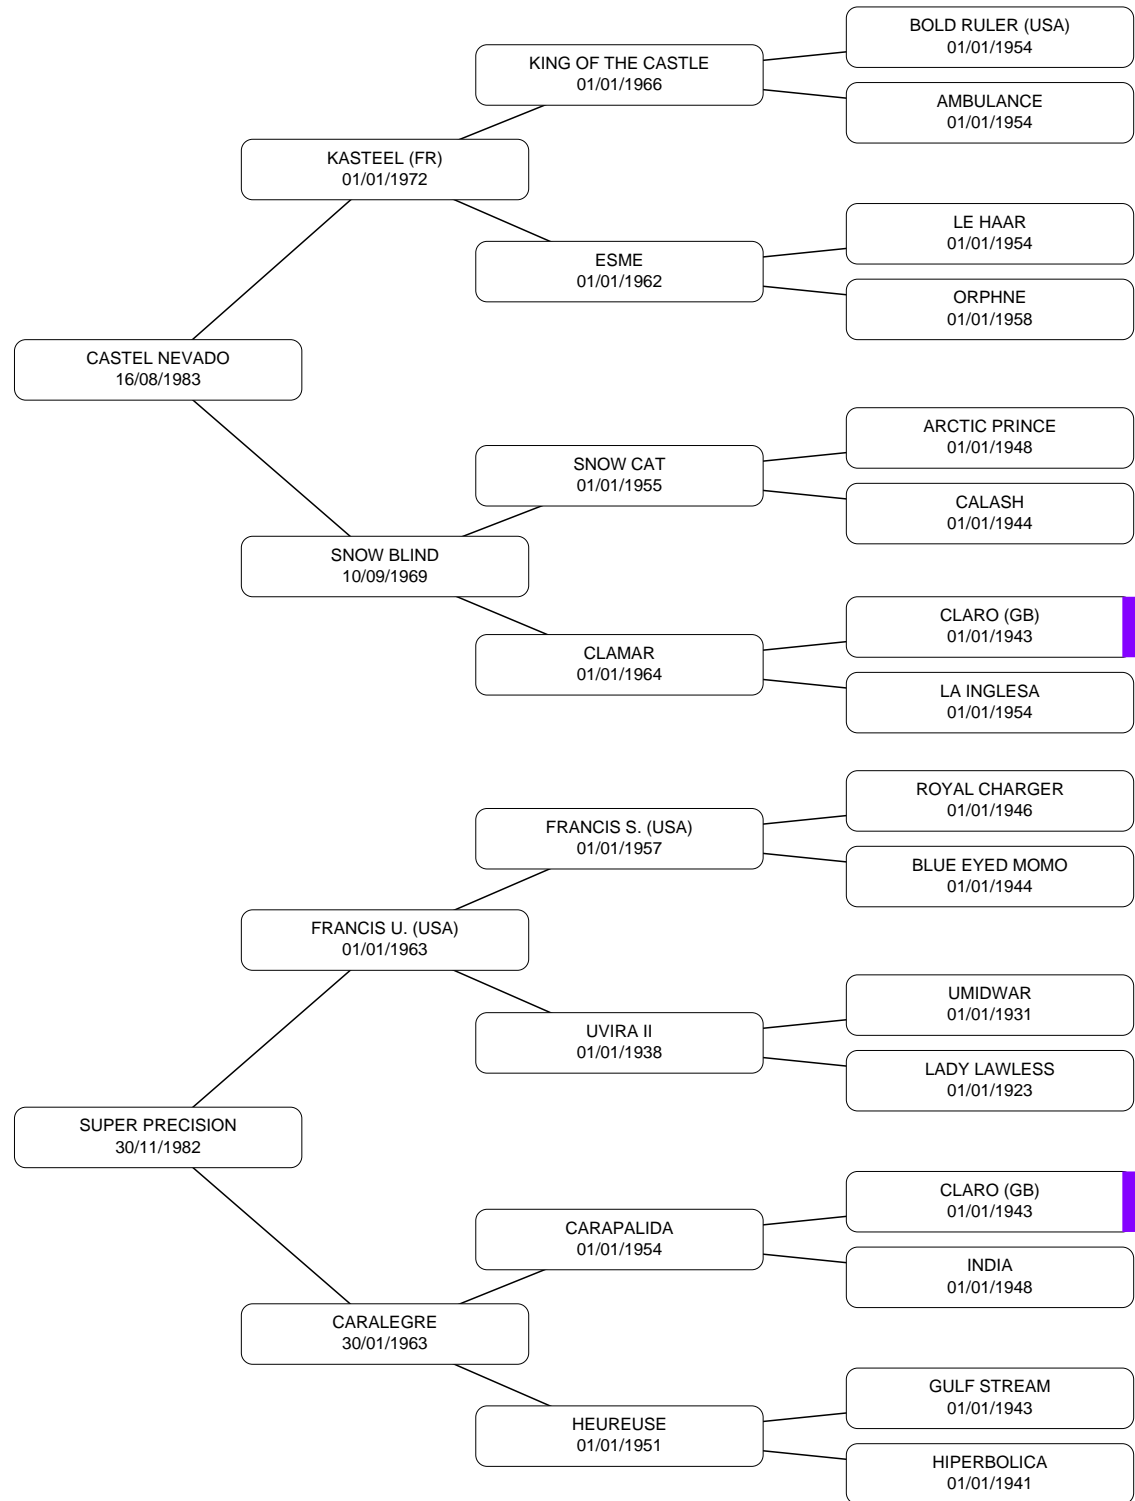 BOLD RULER (USA)
01/01/1954
KING OF THE CASTLE
01/01/1966
AMBULANCE
01/01/1954
KASTEEL (FR)
01/01/1972
LE HAAR
01/01/1954
ESME
01/01/1962
ORPHNE
01/01/1958
CASTEL NEVADO
16/08/1983
ARCTIC PRINCE
01/01/1948
SNOW CAT
01/01/1955
CALASH
01/01/1944
SNOW BLIND
10/09/1969
CLARO (GB)
01/01/1943
CLAMAR
01/01/1964
LA INGLESA
01/01/1954
ROYAL CHARGER
01/01/1946
FRANCIS S. (USA)
01/01/1957
BLUE EYED MOMO
01/01/1944
FRANCIS U. (USA)
01/01/1963
UMIDWAR
01/01/1931
UVIRA II
01/01/1938
LADY LAWLESS
01/01/1923
SUPER PRECISION
30/11/1982
CLARO (GB)
01/01/1943
CARAPALIDA
01/01/1954
INDIA
01/01/1948
CARALEGRE
30/01/1963
GULF STREAM
01/01/1943
HEUREUSE
01/01/1951
HIPERBOLICA
01/01/1941